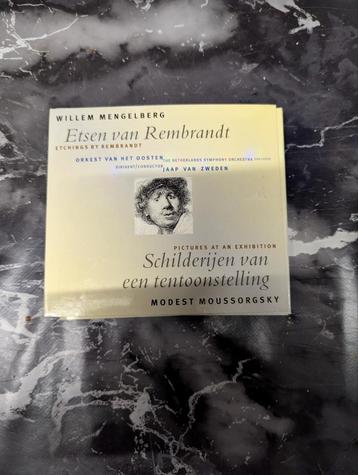 WILLEM MENGELBERG
Etsen van Rembrandt
ETCHINGS BY REMBRANDT
ORKEST VAN HET OOSTEN THE NETHERLANDS SYMPHONY ORCHESTRA
DIRIGENT/CONDUCTOR JAAP VAN ZWEDEN
PICTURES AT AN EXHIBITION
Schilderijen van
een tentoonstelling
MODEST MOUSSORGSKY